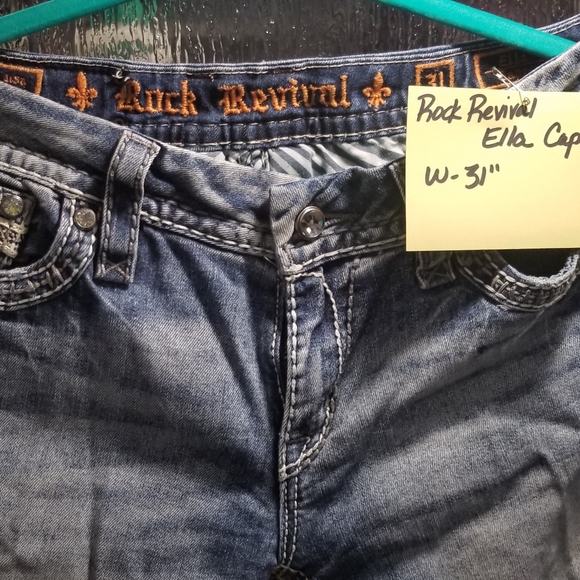 Rock Revival
31
Rock Revival
Ella Cap
W-31"